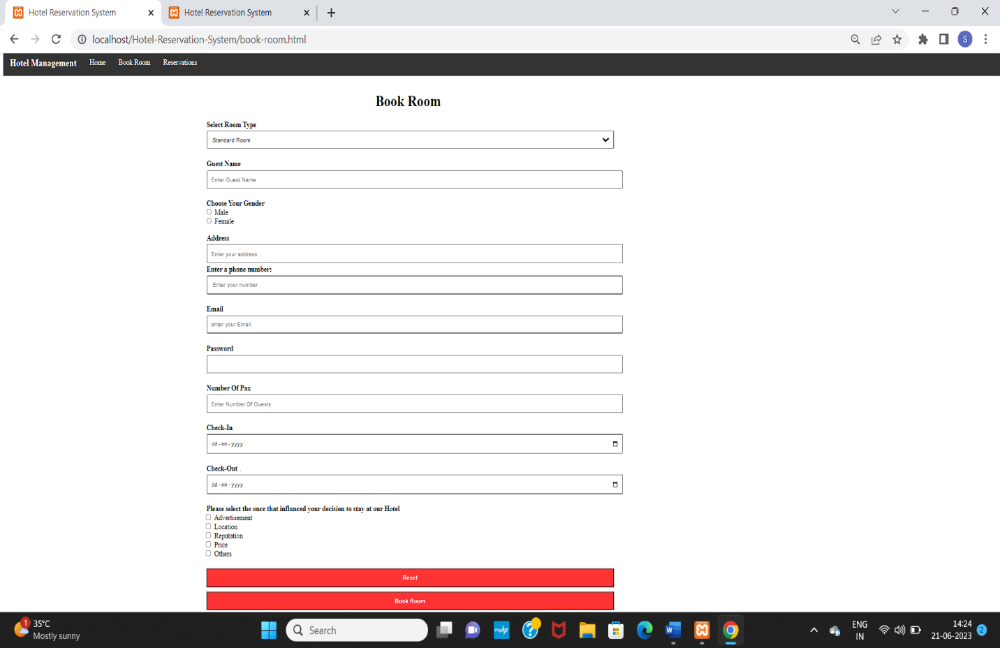 Hotel Reservation System
Hotel Reservation System
localhost/Hotel-Reservation-System/book-room.html
S
Hotel Management Home Book Room Reservations
Book Room
Select Room Type
Standard Room
Guest Name
Enter Guest Name
Choose Your Gender
Male
Female
Address
Enter your address
Enter a phone number:
Enter your number
Email
enter your Email
Password
Number Of Pax
Enter Number Of Guests
Check-In
dd-mm-yyyy
Check-Out .
dd-mm-yyyy
Please select the once that influnced your decision to stay at our Hotel
Advertisement
Location
Reputation
Price
Others
Reset
Book Room
1
35°C
Mostly sunny
Search
myhp
W
ENG
IN
14:24
21-06-2023
2